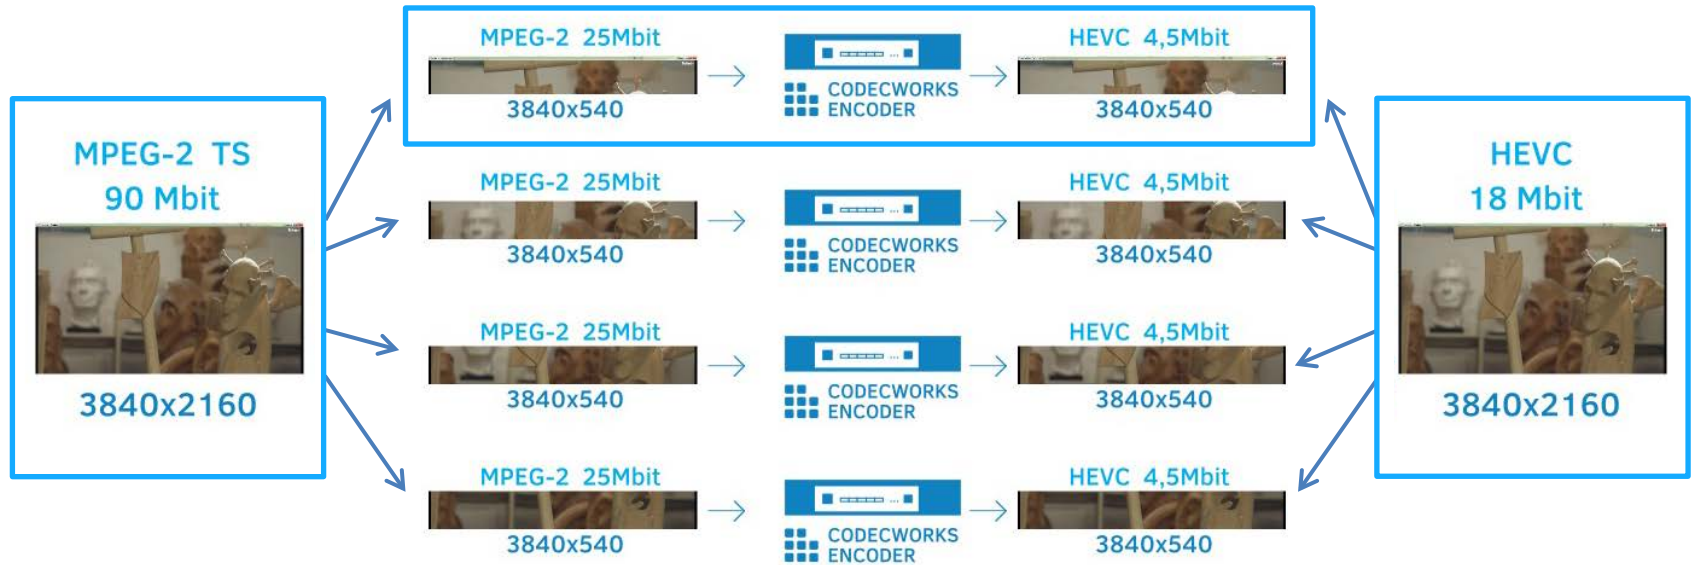 MPEG-2 TS
90 Mbit
3840x2160
MPEG-2 25Mbit
3840x540
CODECWORKS
ENCODER
HEVC 4,5Mbit
3840x540
MPEG-2 25Mbit
3840x540
CODECWORKS
ENCODER
HEVC 4,5Mbit
3840x540
MPEG-2 25Mbit
3840x540
CODECWORKS
ENCODER
HEVC 4,5Mbit
3840x540
MPEG-2 25Mbit
3840x540
CODECWORKS
ENCODER
HEVC 4,5Mbit
3840x540
HEVC
18 Mbit
3840x2160